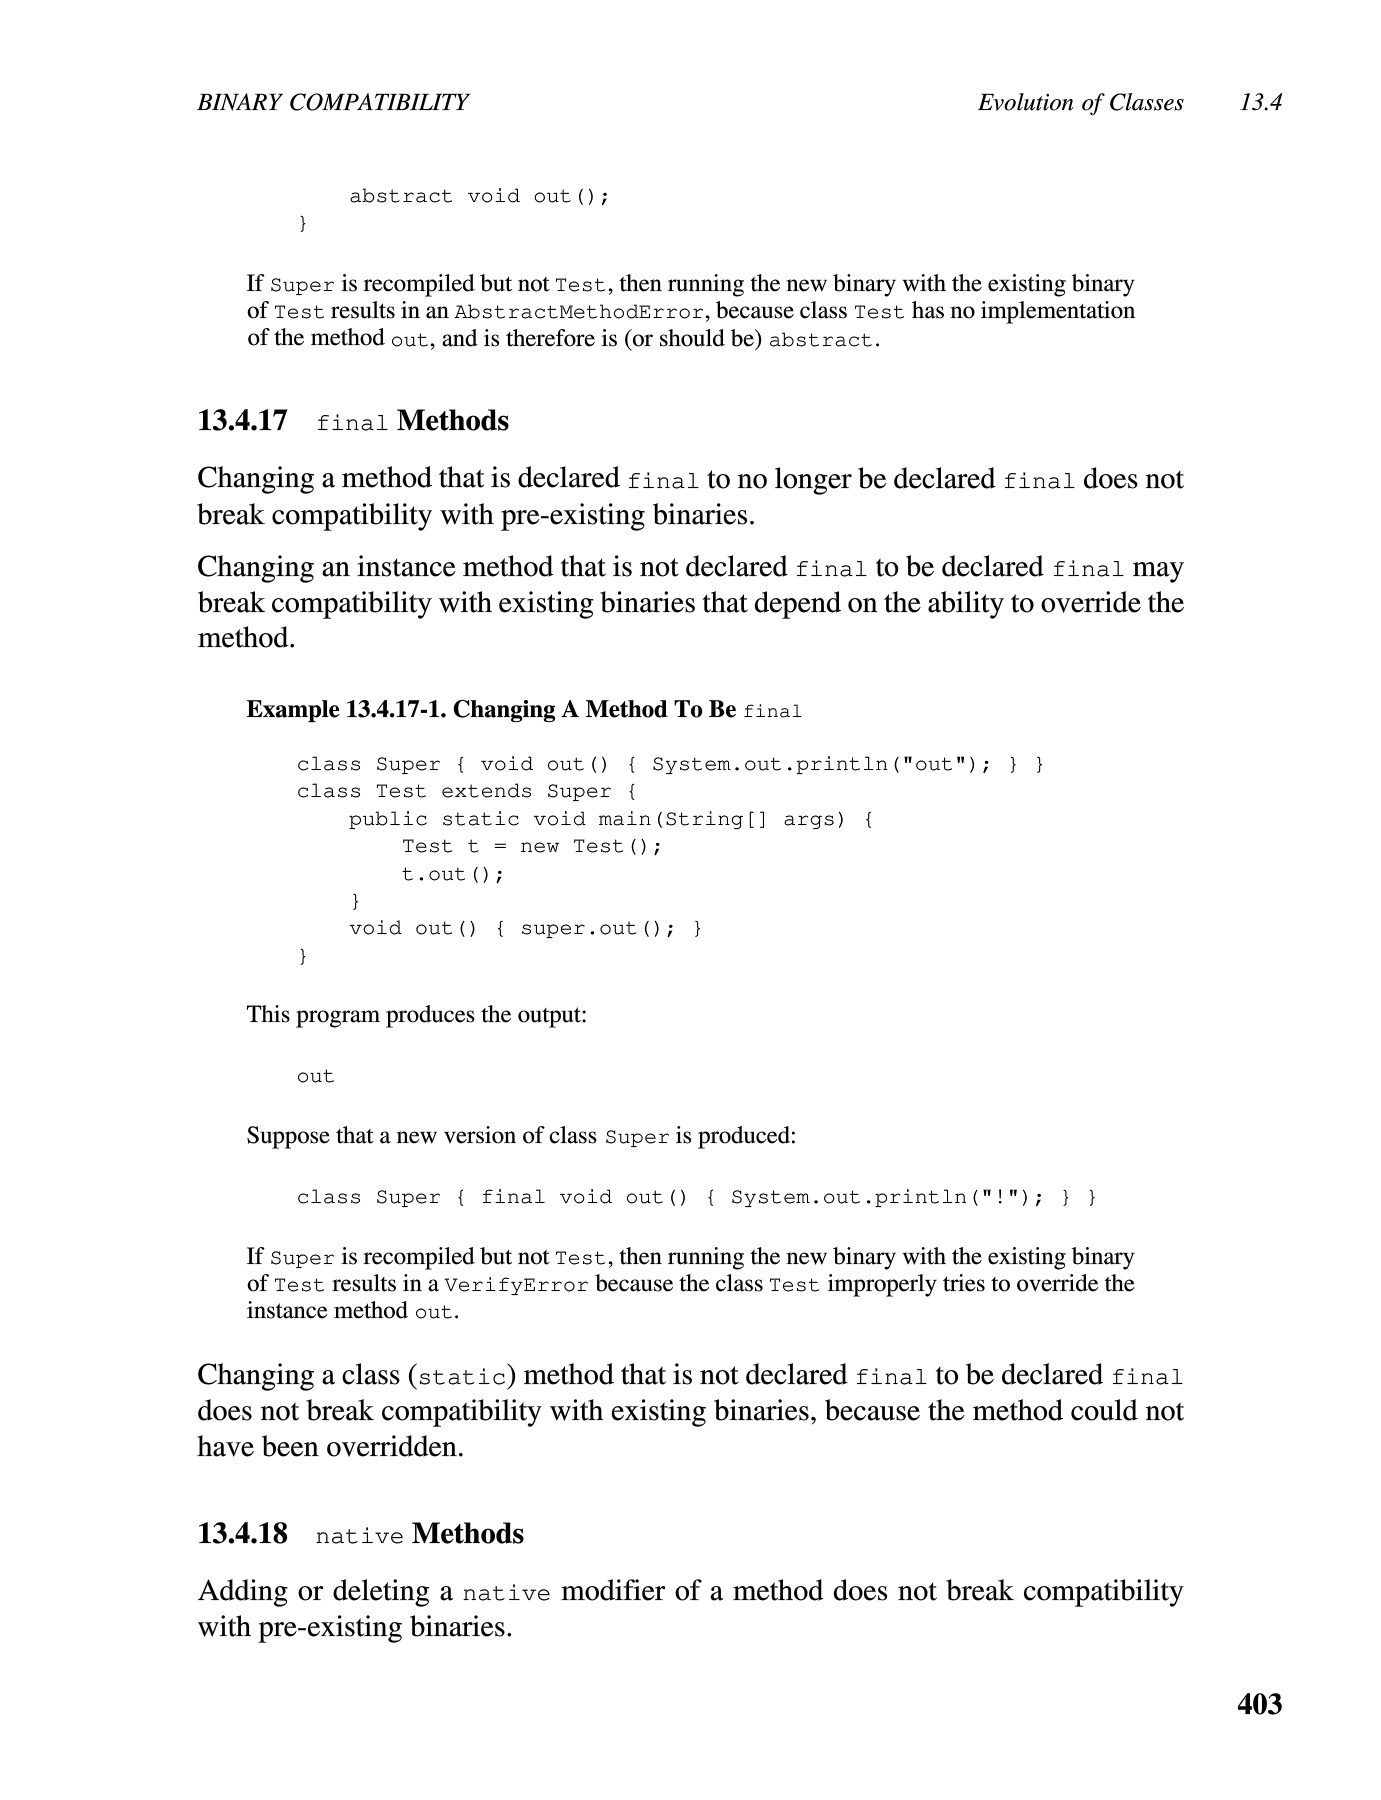 BINARY COMPATIBILITY Evolution of Classes 13.4
abstract void out();
}
If Super is recompiled but not Test, then running the new binary with the existing binary
of Test results in an AbstractMethodError, because class Test has no implementation
of the method out, and is therefore is (or should be) abstract.
13.4.17 final Methods
Changing a method that is declared final to no longer be declared final does not
break compatibility with pre-existing binaries.
Changing an instance method that is not declared final to be declared final may
break compatibility with existing binaries that depend on the ability to override the
method.
Example 13.4.17-1. Changing A Method To Be final
class Super { void out() { System.out.println("out"); } }
class Test extends Super {
public static void main(String[] args) {
Test t = new Test();
t.out();
}
void out() { super.out(); }
}
This program produces the output:
out
Suppose that a new version of class Super is produced:
class Super { final void out() { System.out.println("!"); } }
If Super is recompiled but not Test, then running the new binary with the existing binary
of Test results in a VerifyError because the class Test improperly tries to override the
instance method out.
Changing a class (static) method that is not declared final to be declared final
does not break compatibility with existing binaries, because the method could not
have been overridden.
13.4.18 native Methods
Adding or deleting a native modifier of a method does not break compatibility
with pre-existing binaries.
403